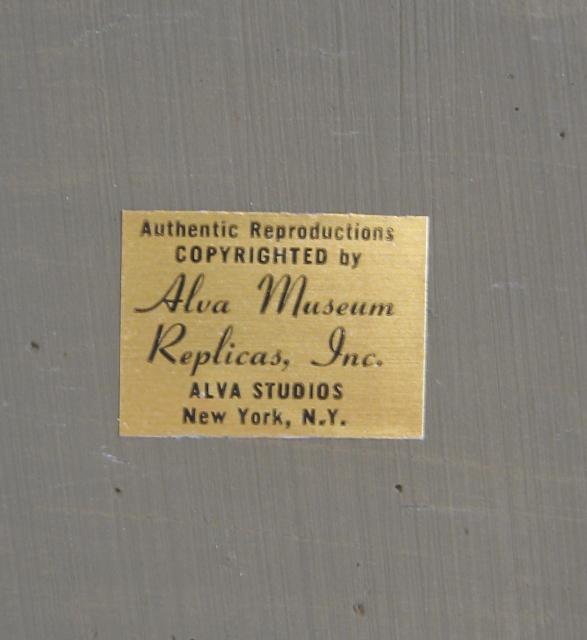 Authentic Reproductions
COPYRIGHTED by
Alva Museum
Replicas, Inc.
ALVA STUDIOS
New York, N.Y.